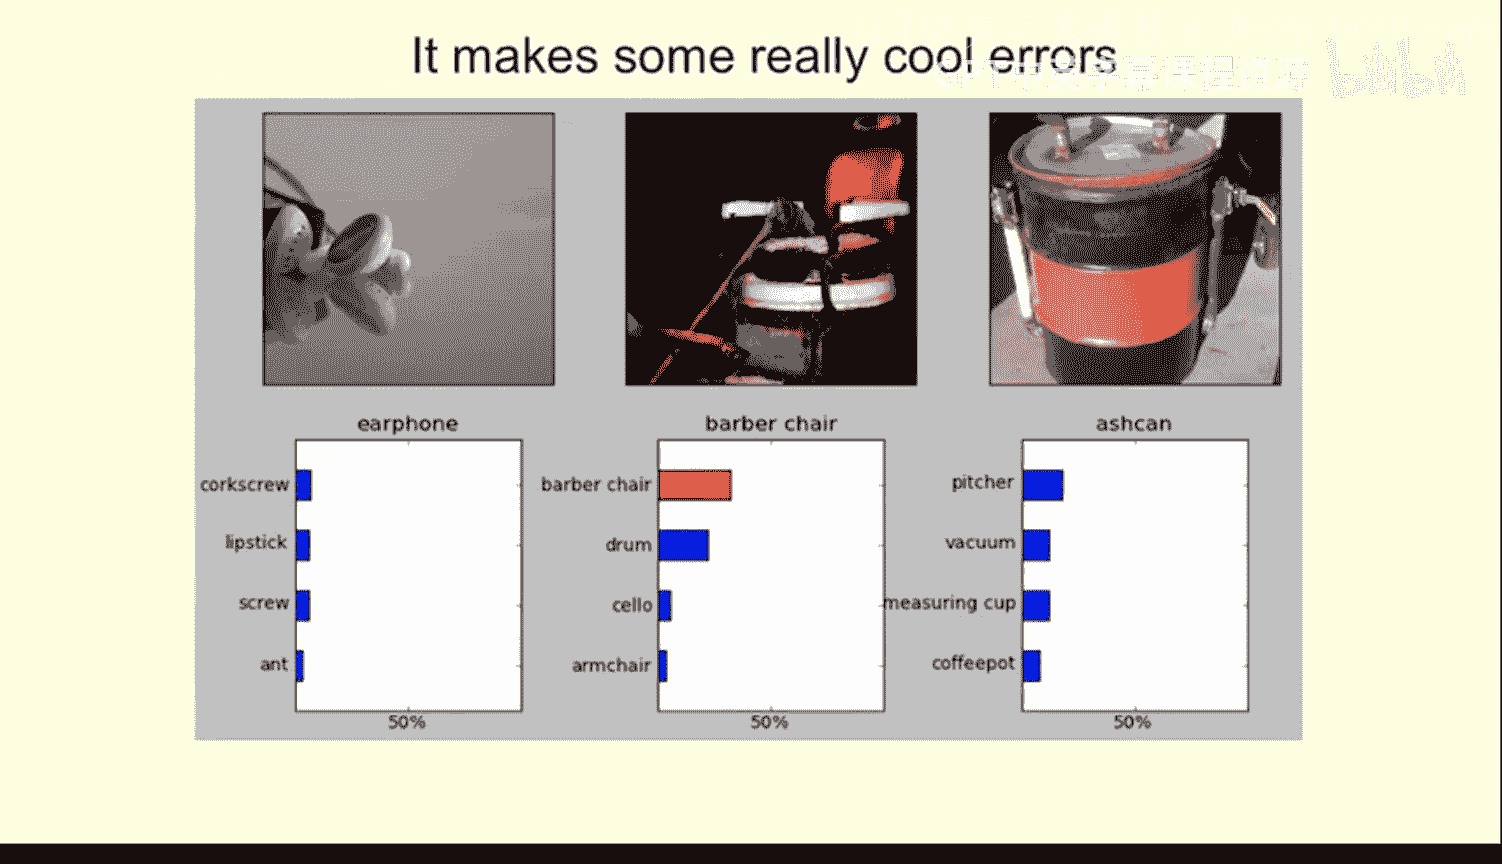 It makes some really cool errors
bilibili
earphone
corkscrew
lipstick
screw
ant
50%
barber chair
barber chair
drum
cello
armchair
50%
ashcan
pitcher
vacuum
measuring cup
coffeepot
50%